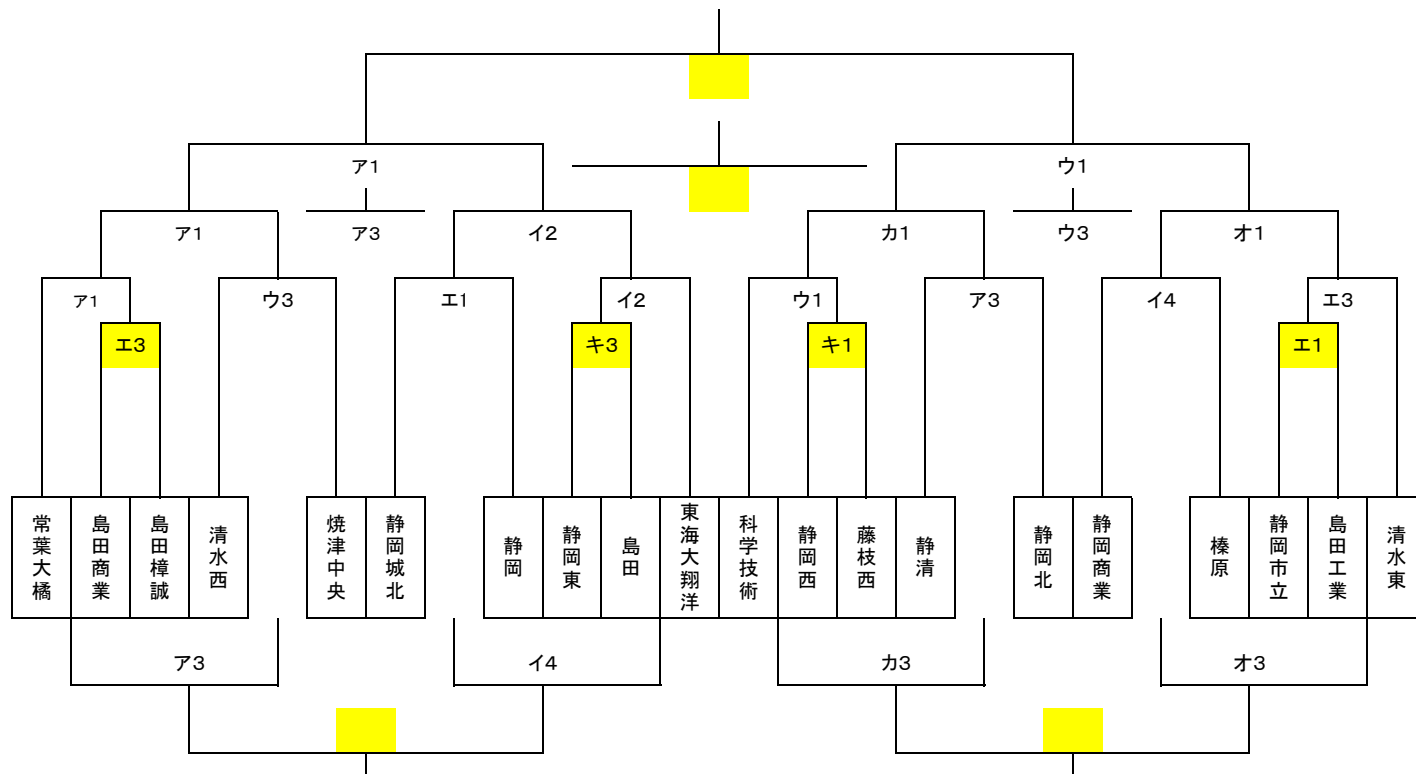 ア1
ウ1
ア1
ア3
イ2
カ1
ウ3
オ1
ア1
ウ3
エ1
イ2
ウ1
ア3
イ4
エ3
エ3
キ3
キ1
エ1
常葉大橘
島田商業
島田樟誠
清水西
焼津中央
静岡城北
静岡
静岡東
島田
東海大翔洋
科学技術
静岡西
藤枝西
静清
静岡北
静岡商業
榛原
静岡市立
島田工業
清水東
ア3
イ4
カ3
オ3